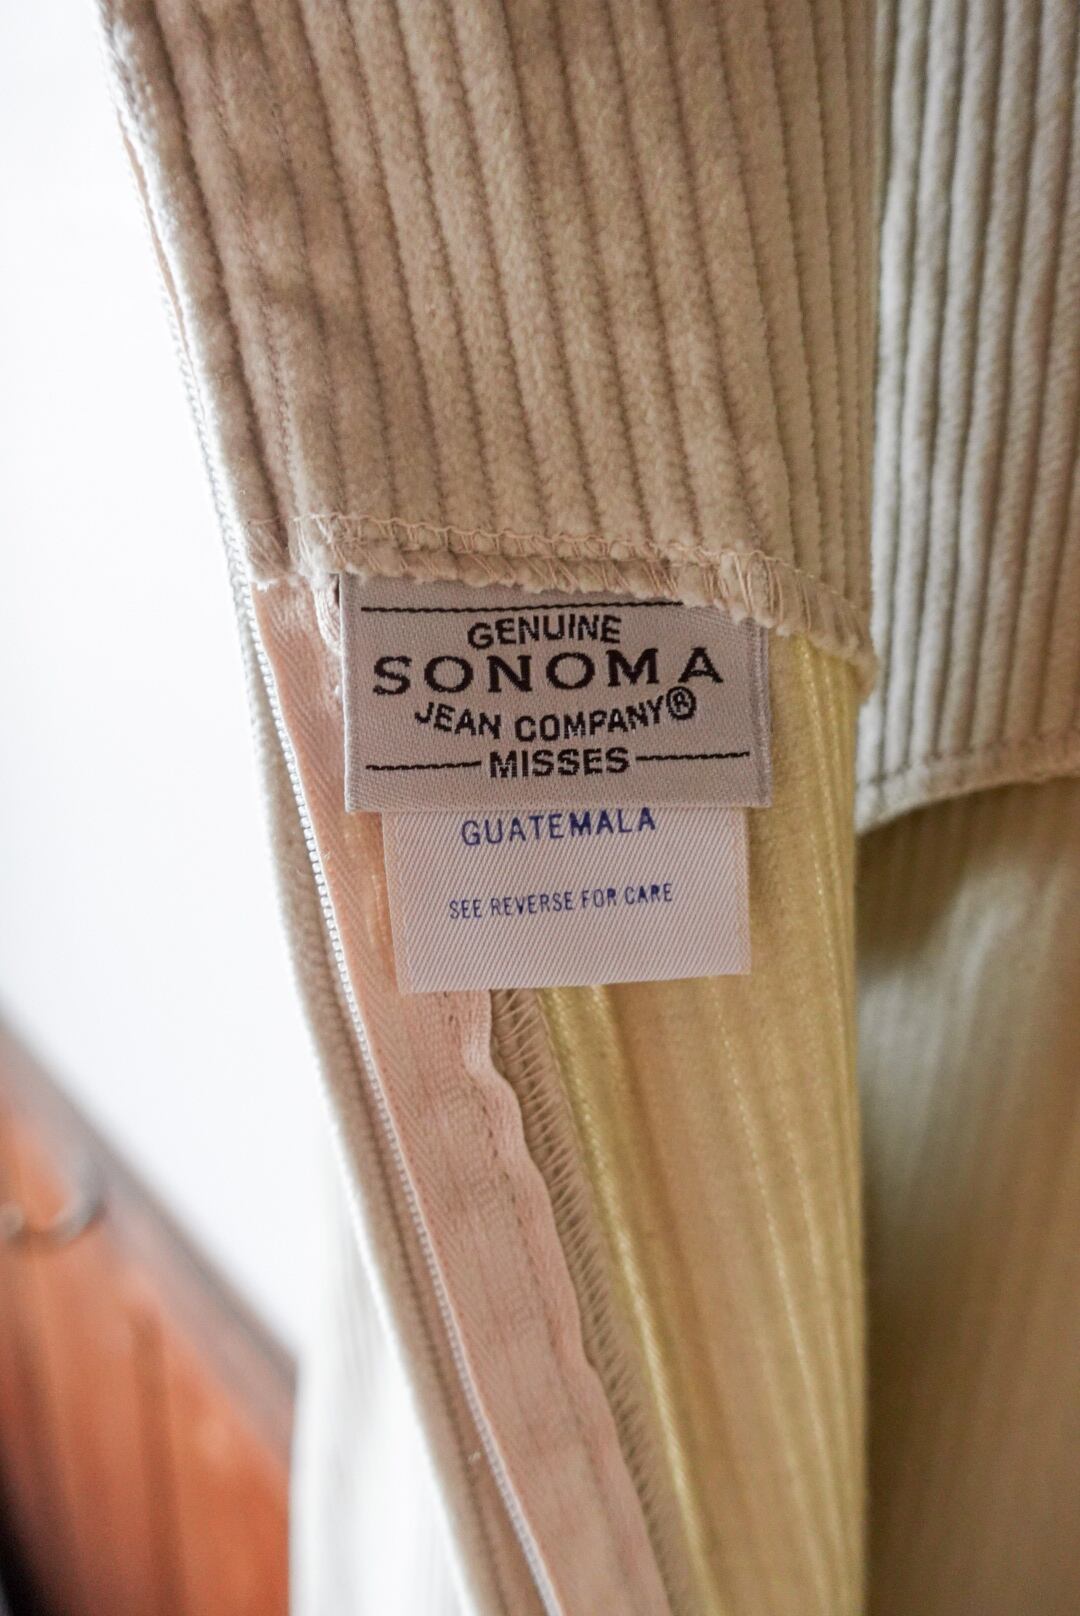 GENUINE
SONOMA
JEAN COMPANY®
MISSES
GUATEMALA
SEE REVERSE FOR CARE